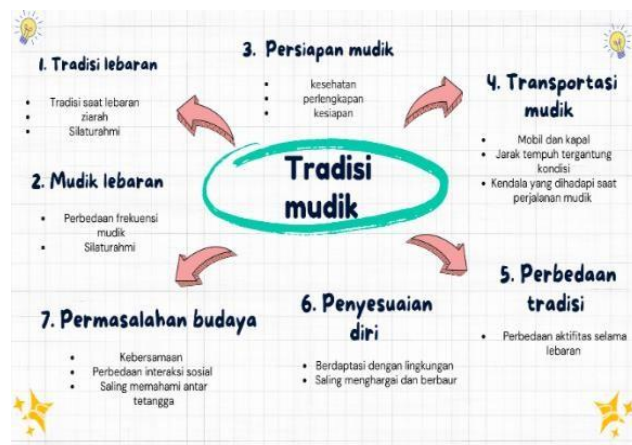 1. Tradisi lebaran
Tradisi saat lebaran
ziarah
Silaturahmi
2. Mudik lebaran
Perbedaan frekuensi
mudik
Silaturahmi
3. Persiapan mudik
kesehatan
perlengkapan
kesiapan
4. Transportasi
mudik
Mobil dan kapal
Jarak tempuh tergantung
kondisi
Kendala yang dihadapi saat
perjalanan mudik
Tradisi
mudik
5. Perbedaan
tradisi
Perbedaan aktifitas selama
lebaran
6. Penyesuaian
diri
Berdaptasi dengan lingkungan
Saling menghargai dan berbaur
7. Permasalahan budaya
Kebersamaan
Perbedaan interaksi sosial
Saling memahami antar
tetangga